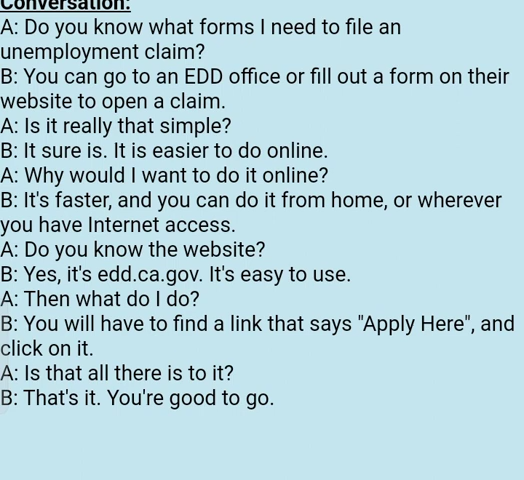 Conversation:
A: Do you know what forms I need to file an
unemployment claim?
B: You can go to an EDD office or fill out a form on their
website to open a claim.
A: Is it really that simple?
B: It sure is. It is easier to do online.
A: Why would I want to do it online?
B: It's faster, and you can do it from home, or wherever
you have Internet access.
A: Do you know the website?
B: Yes, it's edd.ca.gov. It's easy to use.
A: Then what do I do?
B: You will have to find a link that says "Apply Here", and
click on it.
A: Is that all there is to it?
B: That's it. You're good to go.